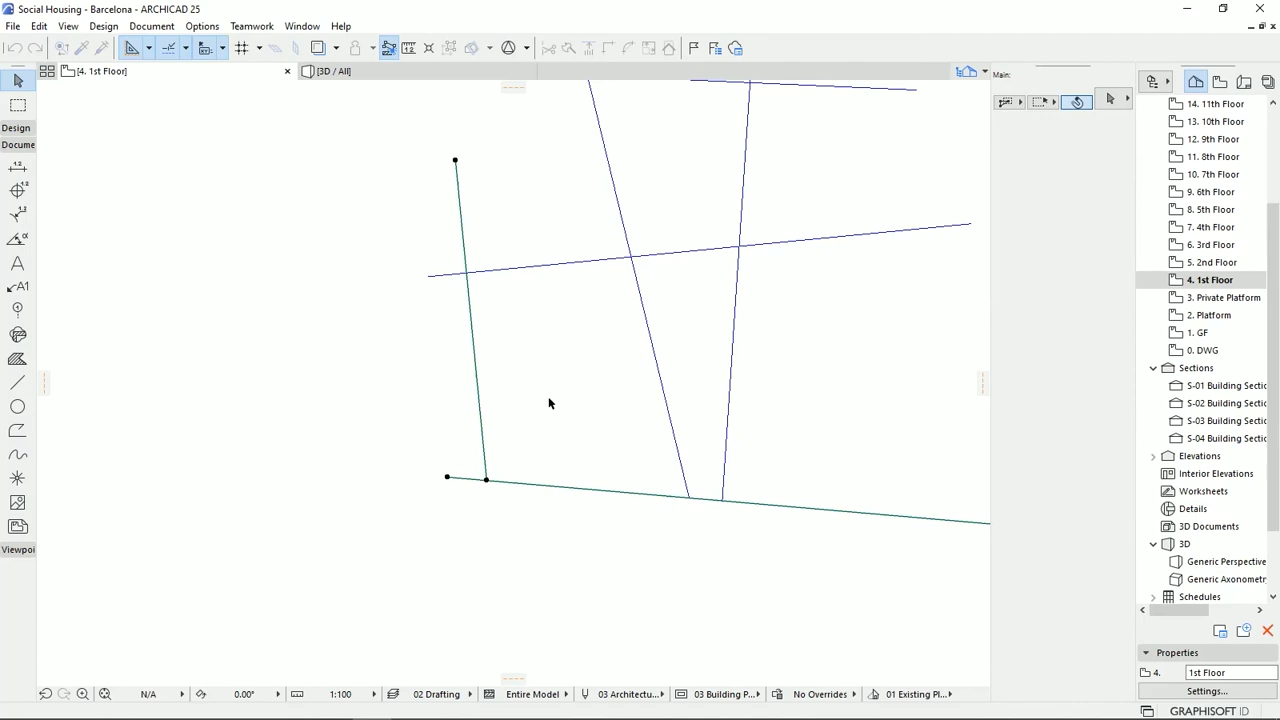 Social Housing - Barcelona - ARCHICAD 25
File Edit View Design Document Options Teamwork Window Help
[4. 1st Floor]
[3D / All]
Main:
Design
Docume
Viewpoi
14. 11th Floor
13. 10th Floor
12. 9th Floor
11. 8th Floor
10. 7th Floor
9. 6th Floor
8. 5th Floor
7. 4th Floor
6. 3rd Floor
5. 2nd Floor
4. 1st Floor
3. Private Platform
2. Platform
1. GF
0. DWG
Sections
S-01 Building Sectio
S-02 Building Sectio
S-03 Building Sectio
S-04 Building Sectio
Elevations
Interior Elevations
Worksheets
Details
3D Documents
3D
Generic Perspective
Generic Axonometr
Schedules
Properties
4. 1st Floor
Settings...
N/A 0.00° 1:100 02 Drafting Entire Model 03 Architectu... 03 Building P... No Overrides 01 Existing Pl...
GRAPHISOFT ID